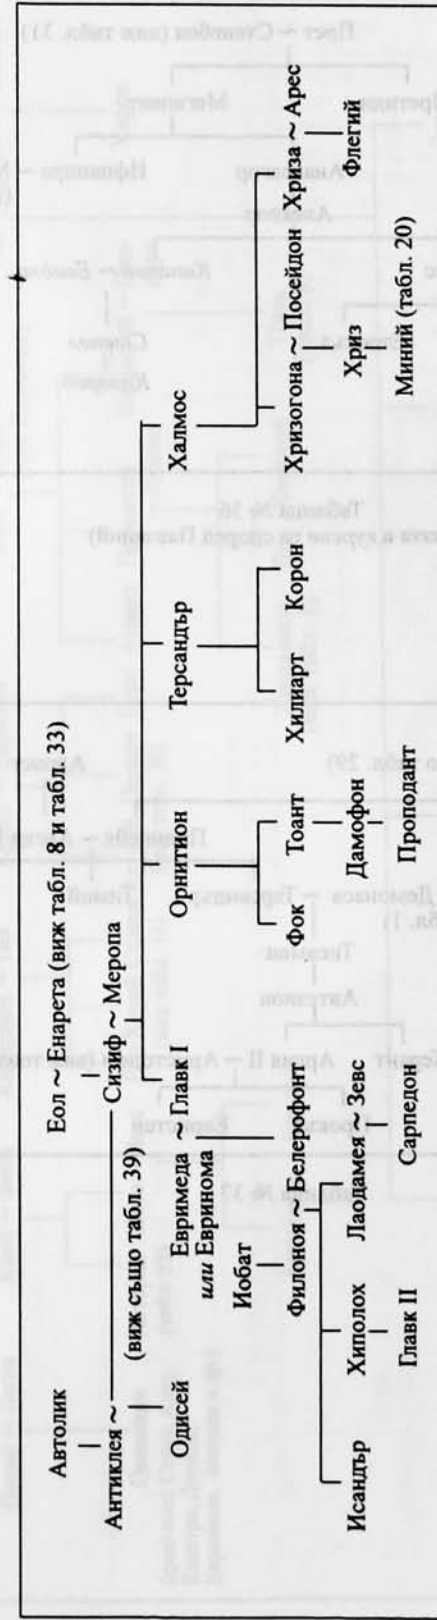 Автолик
Еол ~ Енарета (виж табл. 8 и табл. 33)
Антиклея ~ Сизиф ~ Меропа
(виж също табл. 39)
Одисей
Евримеда ~ Главк I
или Евринома
Орнитион
Терсандър
Халмос
Иобат
Фок
Тоант
Хилиарт
Корон
Хризогона ~ Посейдон
Хриза ~ Арес
Филоноя ~ Белерофонт
Дамофон
Хриз
Флегий
Исандър
Хиполох
Лаодамея ~ Зевс
Проподант
Миний (табл. 20)
Главк II
Сарпедон